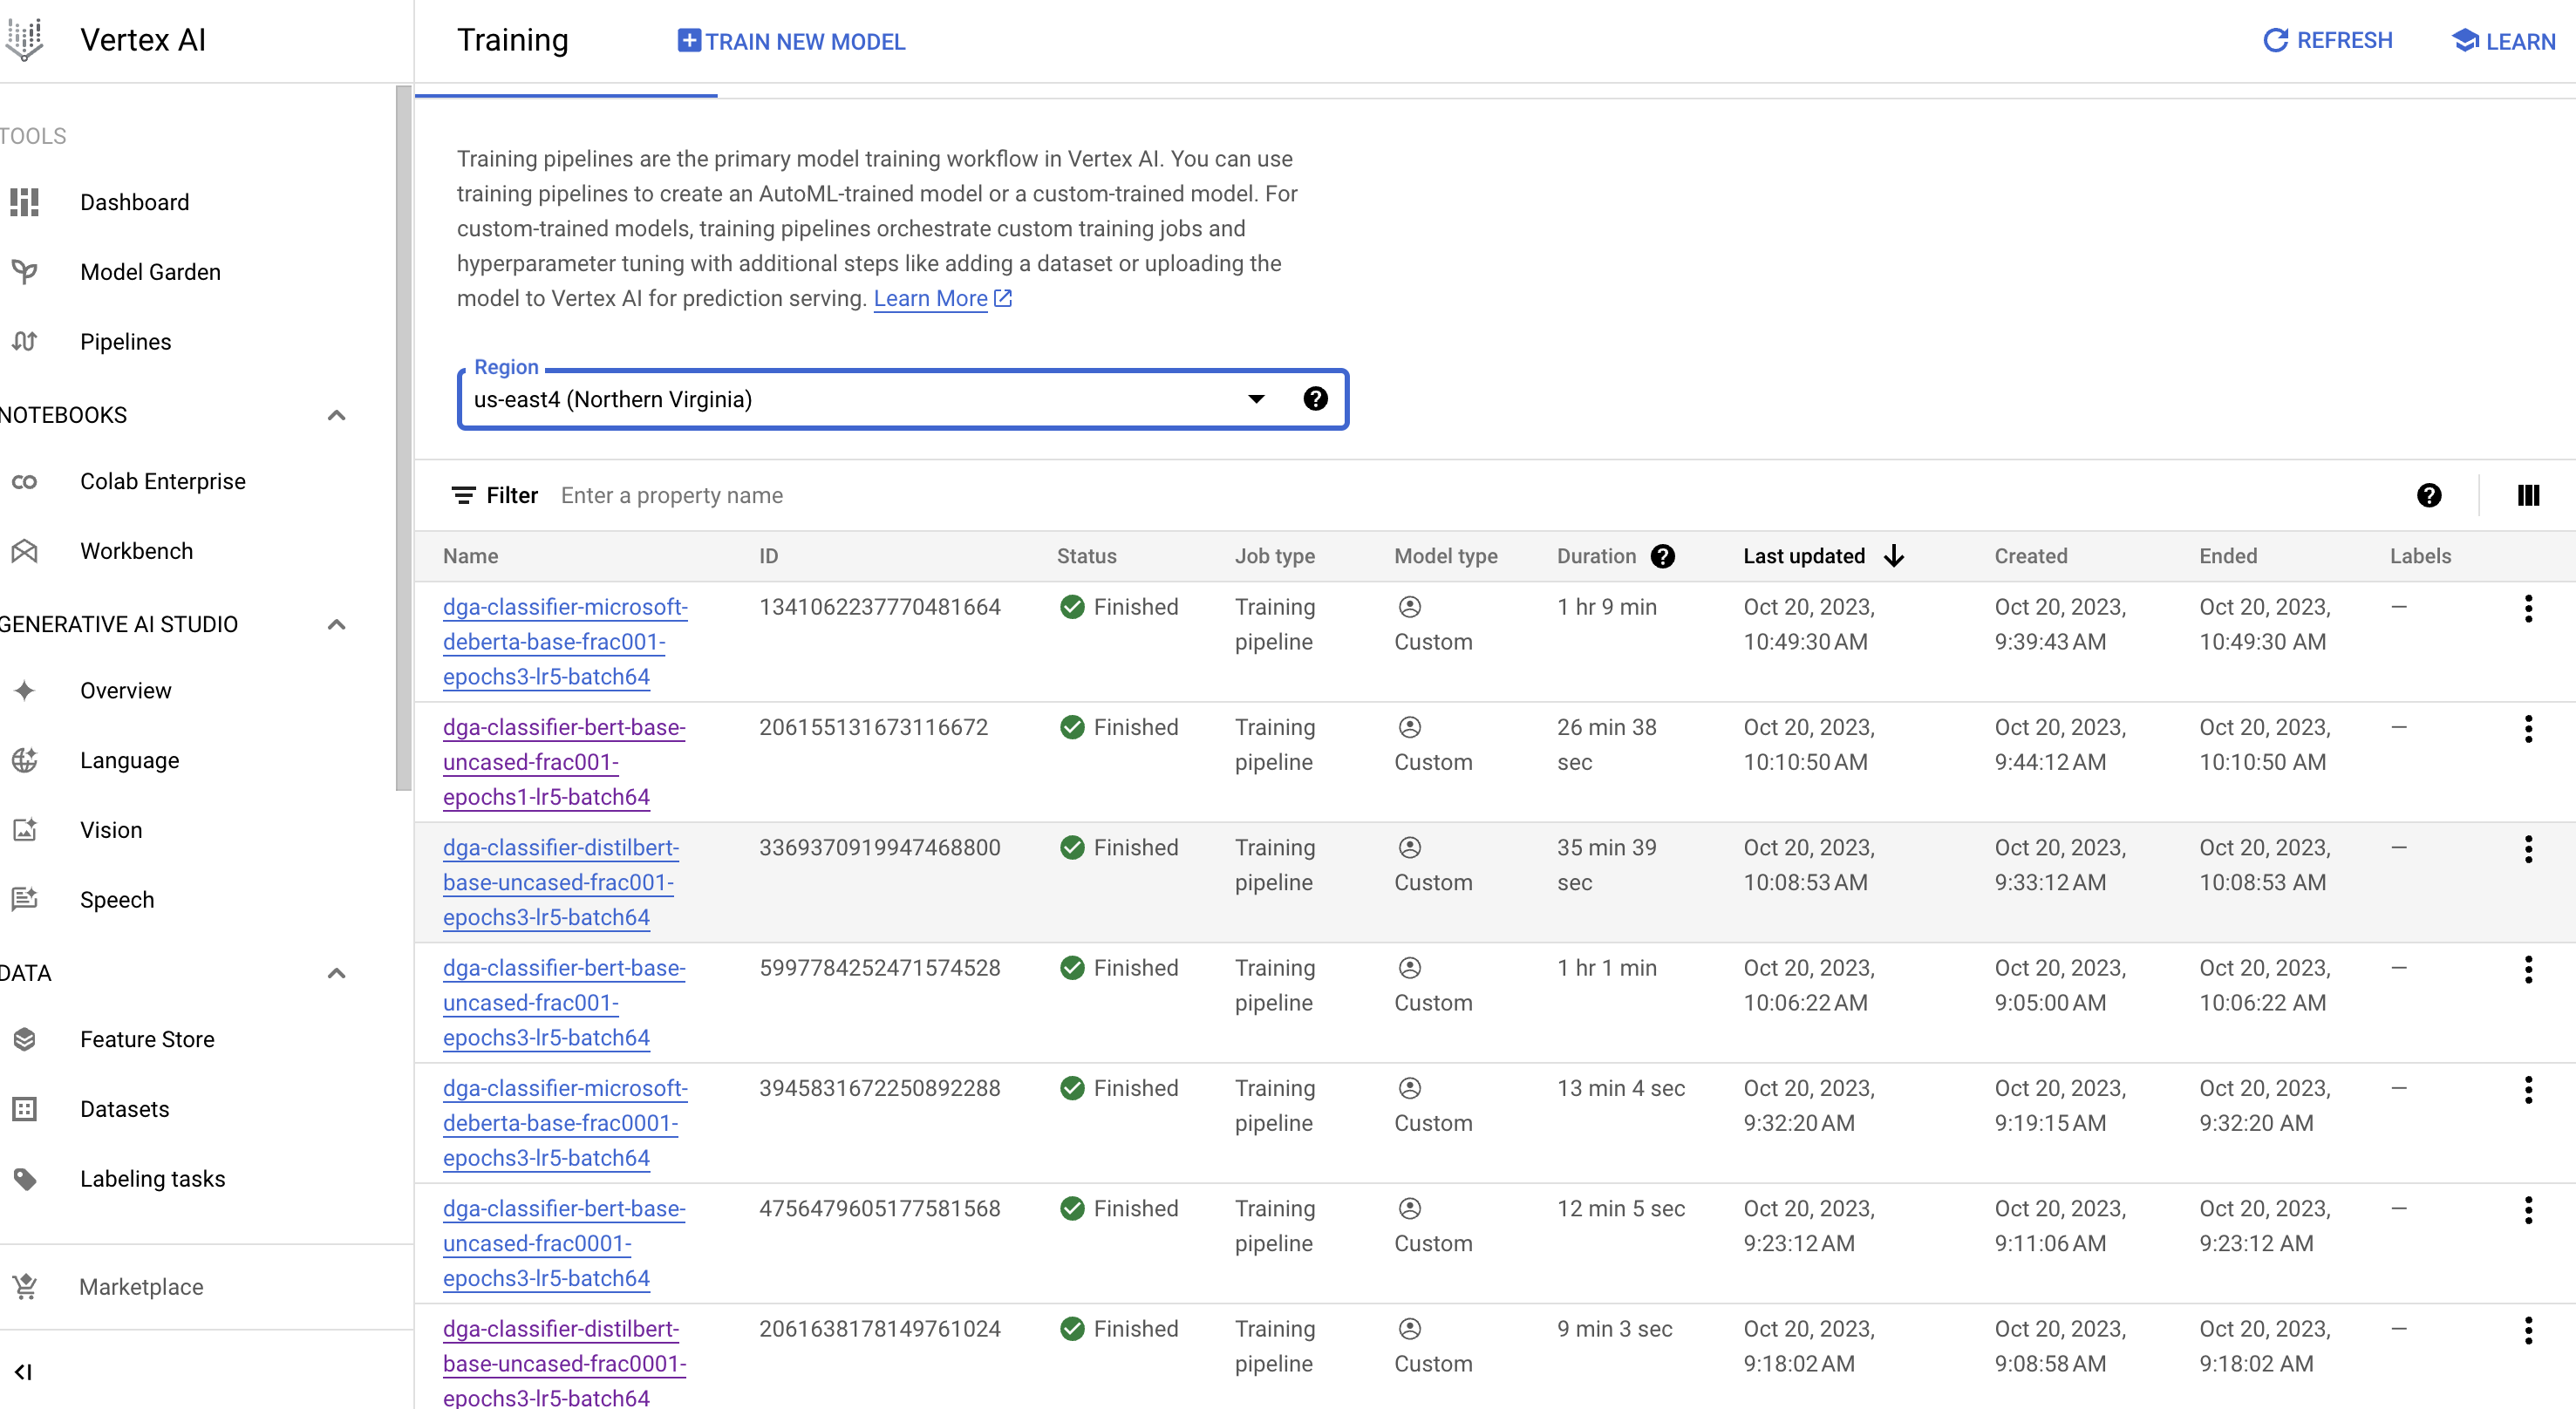 Vertex AI
Training
TRAIN NEW MODEL
REFRESH
LEARN
TOOLS
Dashboard
Model Garden
Pipelines
NOTEBOOKS
Colab Enterprise
Workbench
GENERATIVE AI STUDIO
Overview
Language
Vision
Speech
DATA
Feature Store
Datasets
Labeling tasks
Marketplace
Training pipelines are the primary model training workflow in Vertex AI. You can use
training pipelines to create an AutoML-trained model or a custom-trained model. For
custom-trained models, training pipelines orchestrate custom training jobs and
hyperparameter tuning with additional steps like adding a dataset or uploading the
model to Vertex AI for prediction serving. Learn More
Region
us-east4 (Northern Virginia)
Filter Enter a property name
Name ID Status Job type Model type Duration Last updated Created Ended Labels
dga-classifier-microsoft- 1341062237770481664 Finished Training 1 hr 9 min Oct 20, 2023, Oct 20, 2023, Oct 20, 2023, —
deberta-base-frac001- pipeline Custom 10:49:30 AM 9:39:43 AM 10:49:30 AM
epochs3-lr5-batch64
dga-classifier-bert-base- 206155131673116672 Finished Training 26 min 38 Oct 20, 2023, Oct 20, 2023, Oct 20, 2023, —
uncased-frac001- pipeline Custom sec 10:10:50 AM 9:44:12 AM 10:10:50 AM
epochs1-lr5-batch64
dga-classifier-distilbert- 3369370919947468800 Finished Training 35 min 39 Oct 20, 2023, Oct 20, 2023, Oct 20, 2023, —
base-uncased-frac001- pipeline Custom sec 10:08:53 AM 9:33:12 AM 10:08:53 AM
epochs3-lr5-batch64
dga-classifier-bert-base- 5997784252471574528 Finished Training 1 hr 1 min Oct 20, 2023, Oct 20, 2023, Oct 20, 2023, —
uncased-frac001- pipeline Custom 10:06:22 AM 9:05:00 AM 10:06:22 AM
epochs3-lr5-batch64
dga-classifier-microsoft- 3945831672250892288 Finished Training 13 min 4 sec Oct 20, 2023, Oct 20, 2023, Oct 20, 2023, —
deberta-base-frac0001- pipeline Custom 9:32:20 AM 9:19:15 AM 9:32:20 AM
epochs3-lr5-batch64
dga-classifier-bert-base- 4756479605177581568 Finished Training 12 min 5 sec Oct 20, 2023, Oct 20, 2023, Oct 20, 2023, —
uncased-frac0001- pipeline Custom 9:23:12 AM 9:11:06 AM 9:23:12 AM
epochs3-lr5-batch64
dga-classifier-distilbert- 2061638178149761024 Finished Training 9 min 3 sec Oct 20, 2023, Oct 20, 2023, Oct 20, 2023, —
base-uncased-frac0001- pipeline Custom 9:18:02 AM 9:08:58 AM 9:18:02 AM
epochs3-lr5-batch64